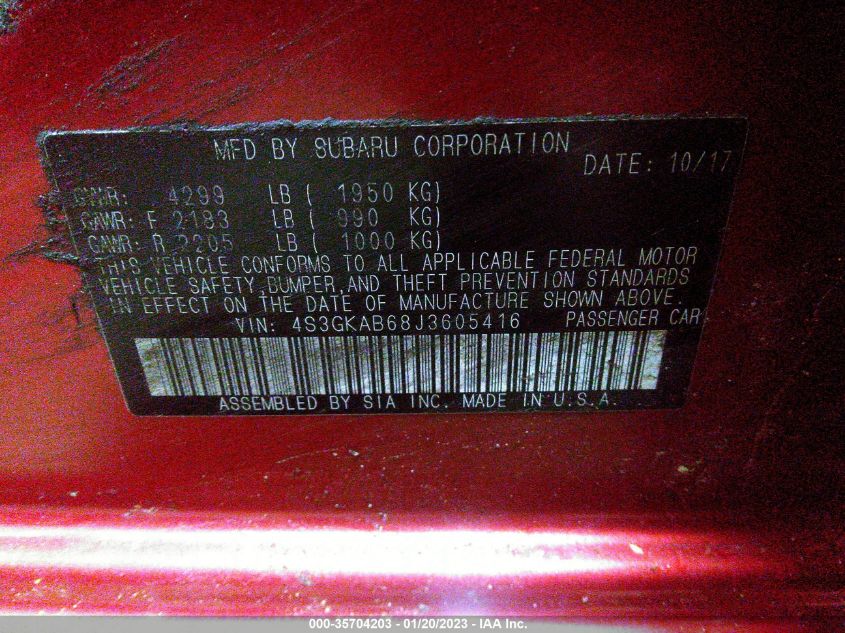 MFD BY SUBARU CORPORATION
DATE: 10/17
GVWR: 4299 LB ( 1950 KG)
GAWR: F 2183 LB ( 990 KG)
GAWR: R 2205 LB ( 1000 KG)
THIS VEHICLE CONFORMS TO ALL APPLICABLE FEDERAL MOTOR
VEHICLE SAFETY,BUMPER,AND THEFT PREVENTION STANDARDS
IN EFFECT ON THE DATE OF MANUFACTURE SHOWN ABOVE.
VIN: 4S3GKAB68J3605416 PASSENGER CAR
ASSEMBLED BY SIA INC. MADE IN U.S.A.
000-35704203 - 01/20/2023 - IAA Inc.